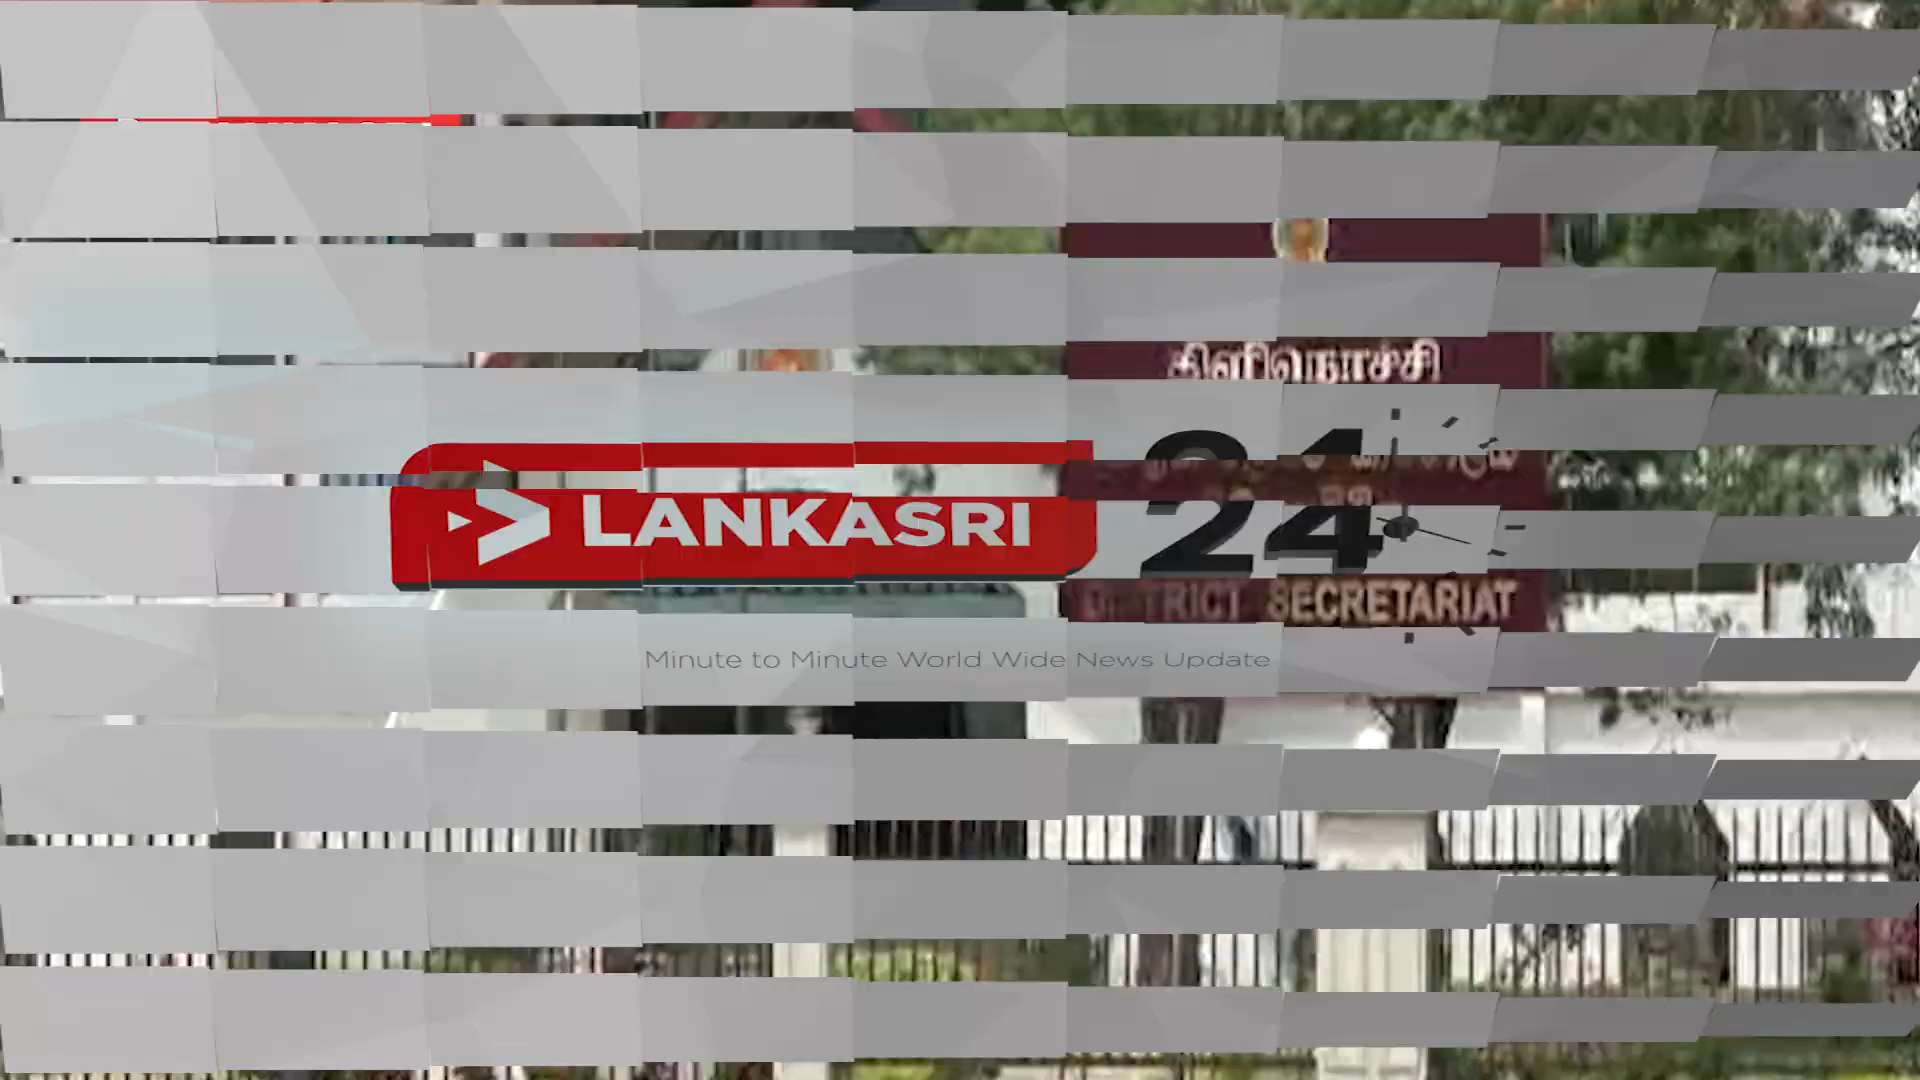 கிளிநொச்சி
LANKASRI
24
DISTRICT SECRETARIAT
Minute to Minute World Wide News Update